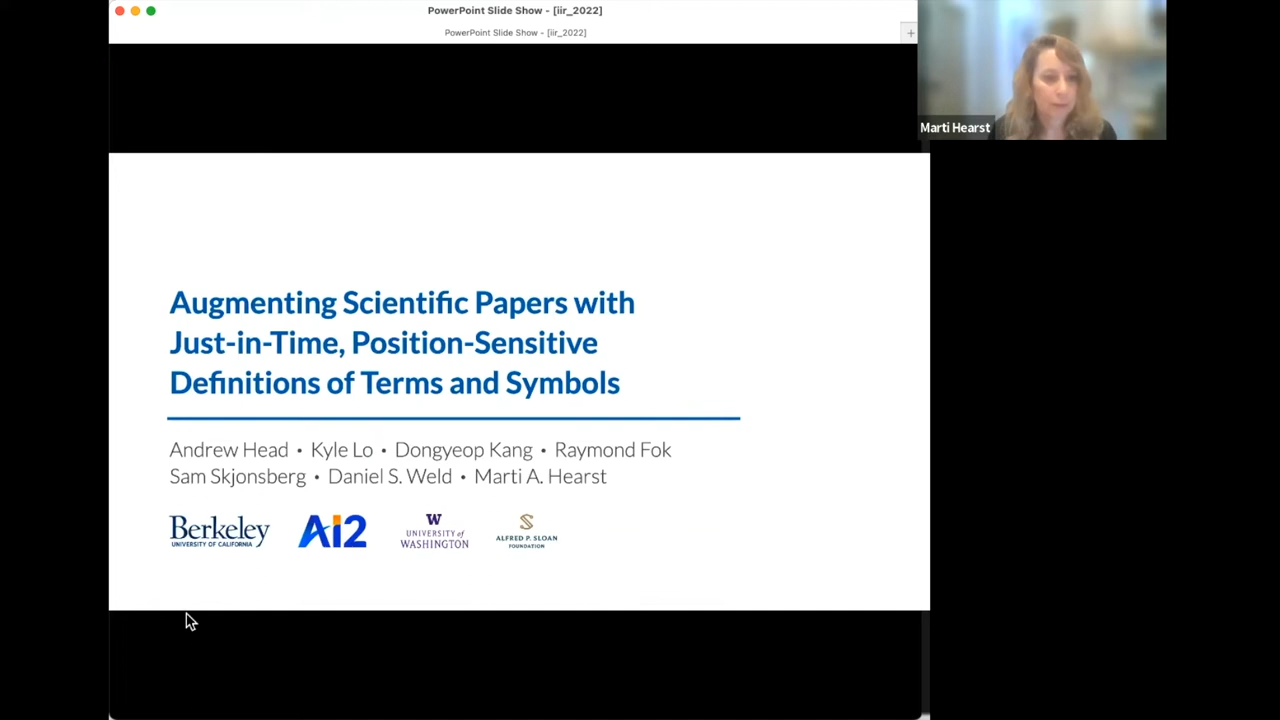 PowerPoint Slide Show - [iir_2022]
PowerPoint Slide Show - [iir_2022]
+
Marti Hearst
Augmenting Scientific Papers with
Just-in-Time, Position-Sensitive
Definitions of Terms and Symbols
Andrew Head • Kyle Lo • Dongyeop Kang • Raymond Fok
Sam Skjonsberg • Daniel S. Weld • Marti A. Hearst
Berkeley
UNIVERSITY OF CALIFORNIA
Ai2
W
UNIVERSITY of
WASHINGTON
S
ALFRED P. SLOAN
FOUNDATION